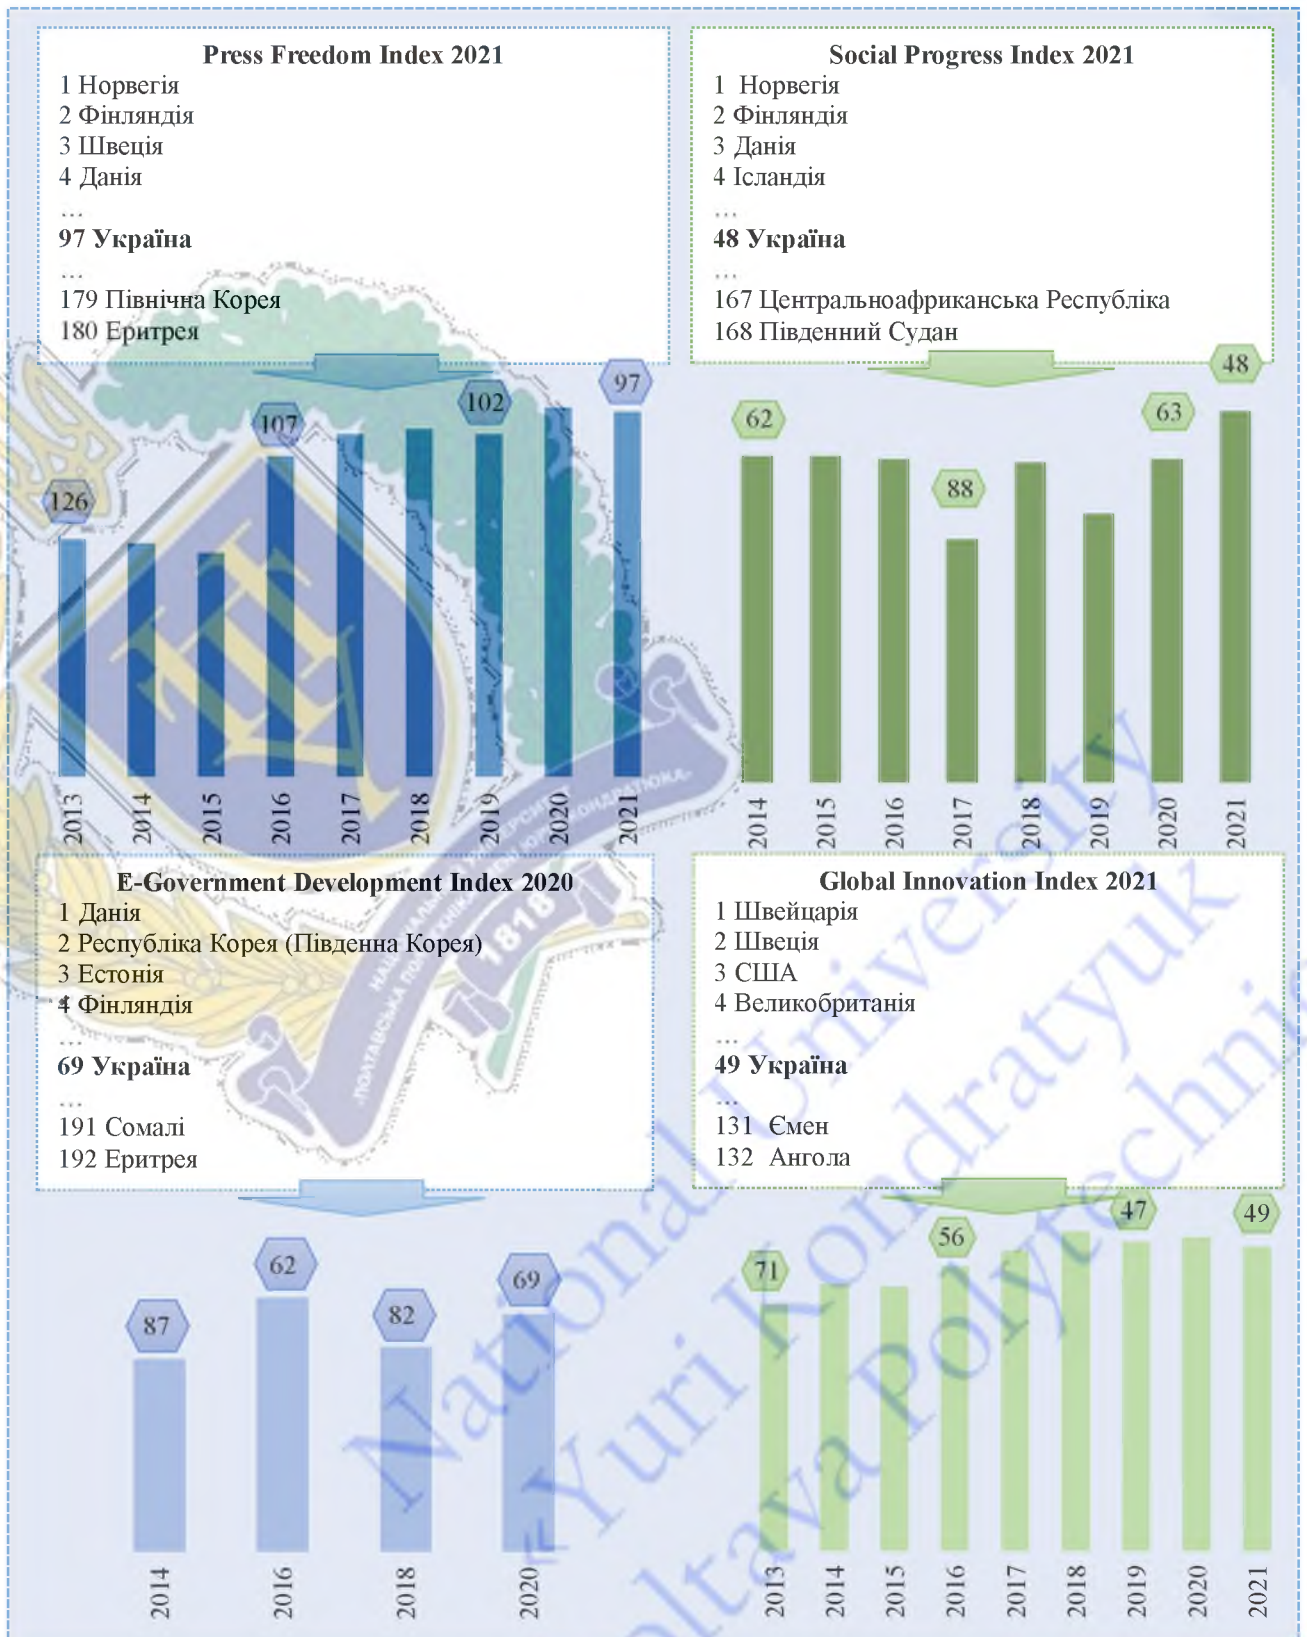 Press Freedom Index 2021
1 Норвегія
2 Фінляндія
3 Швеція
4 Данія
...
97 Україна
...
179 Північна Корея
180 Еритрея
126
107
102
97
2013
2014
2015
2016
2017
2018
2019
2020
2021
Social Progress Index 2021
1 Норвегія
2 Фінляндія
3 Данія
4 Ісландія
...
48 Україна
...
167 Центральноафриканська Республіка
168 Південний Судан
62
88
63
48
2014
2015
2016
2017
2018
2019
2020
2021
E-Government Development Index 2020
1 Данія
2 Республіка Корея (Південна Корея)
3 Естонія
4 Фінляндія
...
69 Україна
...
191 Сомалі
192 Еритрея
87
62
82
69
2014
2016
2018
2020
Global Innovation Index 2021
1 Швейцарія
2 Швеція
3 США
4 Великобританія
...
49 Україна
...
131 Ємен
132 Ангола
71
56
47
49
2013
2014
2015
2016
2017
2018
2019
2020
2021
1818
National University
«Yuri Kondratyuk